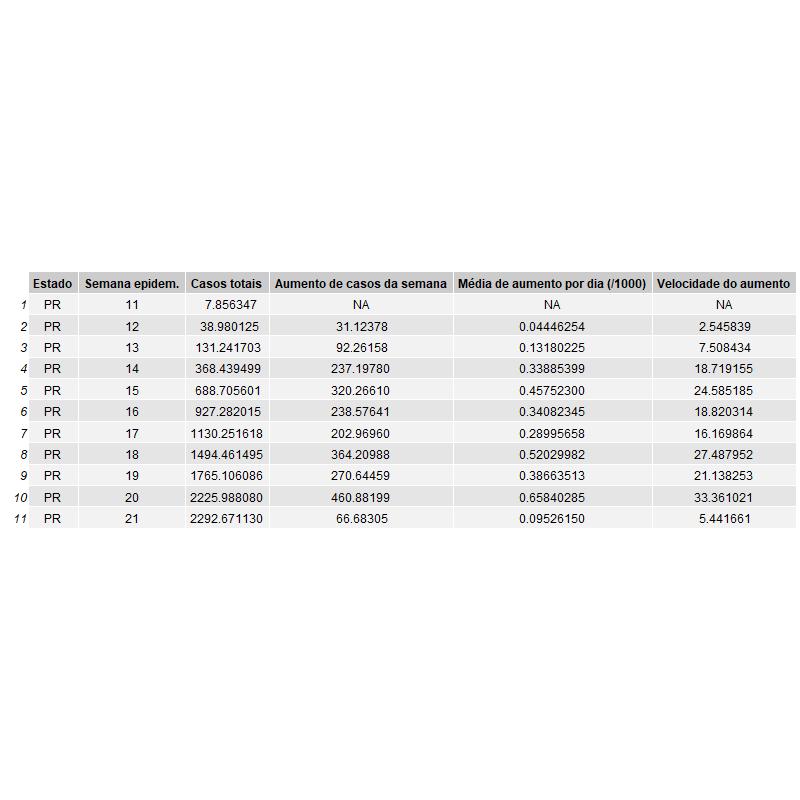 Estado Semana epidem. Casos totais Aumento de casos da semana Média de aumento por dia (/1000) Velocidade do aumento
1 PR 11 7.856347 NA NA NA
2 PR 12 38.980125 31.12378 0.04446254 2.545839
3 PR 13 131.241703 92.26158 0.13180225 7.508434
4 PR 14 368.439499 237.19780 0.33885399 18.719155
5 PR 15 688.705601 320.26610 0.45752300 24.585185
6 PR 16 927.282015 238.57641 0.34082345 18.820314
7 PR 17 1130.251618 202.96960 0.28995658 16.169864
8 PR 18 1494.461495 364.20988 0.52029982 27.487952
9 PR 19 1765.106086 270.64459 0.38663513 21.138253
10 PR 20 2225.988080 460.88199 0.65840285 33.361021
11 PR 21 2292.671130 66.68305 0.09526150 5.441661